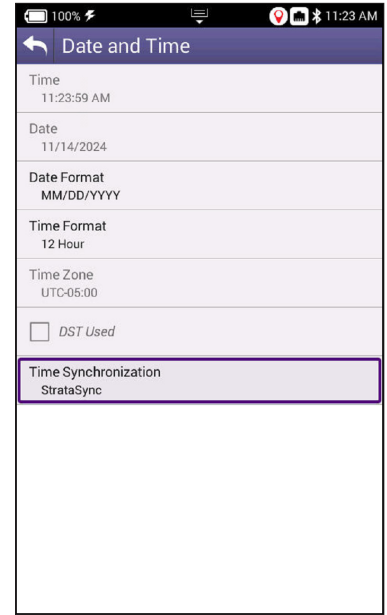 100% 11:23 AM
Date and Time
Time
11:23:59 AM
Date
11/14/2024
Date Format
MM/DD/YYYY
Time Format
12 Hour
Time Zone
UTC-05:00
DST Used
Time Synchronization
StrataSync